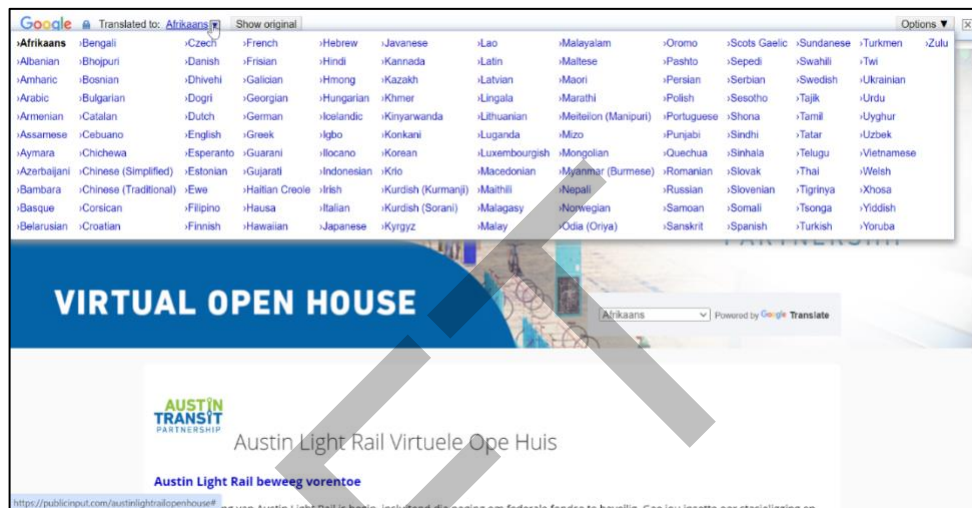 Google Translated to: Afrikaans Show original Options ▼
›Afrikaans ›Bengali ›Czech ›French ›Hebrew ›Javanese ›Lao ›Malayalam ›Oromo ›Scots Gaelic ›Sundanese ›Turkmen ›Zulu
›Albanian ›Bhojpuri ›Danish ›Frisian ›Hindi ›Kannada ›Latin ›Maltese ›Pashto ›Sepedi ›Swahili ›Twi
›Amharic ›Bosnian ›Dhivehi ›Galician ›Hmong ›Kazakh ›Latvian ›Maori ›Persian ›Serbian ›Swedish ›Ukrainian
›Arabic ›Bulgarian ›Dogri ›Georgian ›Hungarian ›Khmer ›Lingala ›Marathi ›Polish ›Sesotho ›Tajik ›Urdu
›Armenian ›Catalan ›Dutch ›German ›Icelandic ›Kinyarwanda ›Lithuanian ›Meiteilon (Manipuri) ›Portuguese ›Shona ›Tamil ›Uyghur
›Assamese ›Cebuano ›English ›Greek ›Igbo ›Konkani ›Luganda ›Mizo ›Punjabi ›Sindhi ›Tatar ›Uzbek
›Aymara ›Chichewa ›Esperanto ›Guarani ›Ilocano ›Korean ›Luxembourgish ›Mongolian ›Quechua ›Sinhala ›Telugu ›Vietnamese
›Azerbaijani ›Chinese (Simplified) ›Estonian ›Gujarati ›Indonesian ›Krio ›Macedonian ›Myanmar (Burmese) ›Romanian ›Slovak ›Thai ›Welsh
›Bambara ›Chinese (Traditional) ›Ewe ›Haitian Creole ›Irish ›Kurdish (Kurmanji) ›Maithili ›Nepali ›Russian ›Slovenian ›Tigrinya ›Xhosa
›Basque ›Corsican ›Filipino ›Hausa ›Italian ›Kurdish (Sorani) ›Malagasy ›Norwegian ›Samoan ›Somali ›Tsonga ›Yiddish
›Belarusian ›Croatian ›Finnish ›Hawaiian ›Japanese ›Kyrgyz ›Malay ›Odia (Oriya) ›Sanskrit ›Spanish ›Turkish ›Yoruba
PARTNERSHIP
VIRTUAL OPEN HOUSE
Afrikaans Powered by Google Translate
AUSTIN
TRANSIT
PARTNERSHIP
Austin Light Rail Virtuele Ope Huis
Austin Light Rail beweeg vorentoe
https://publicinput.com/austinlightrailopenhouse#